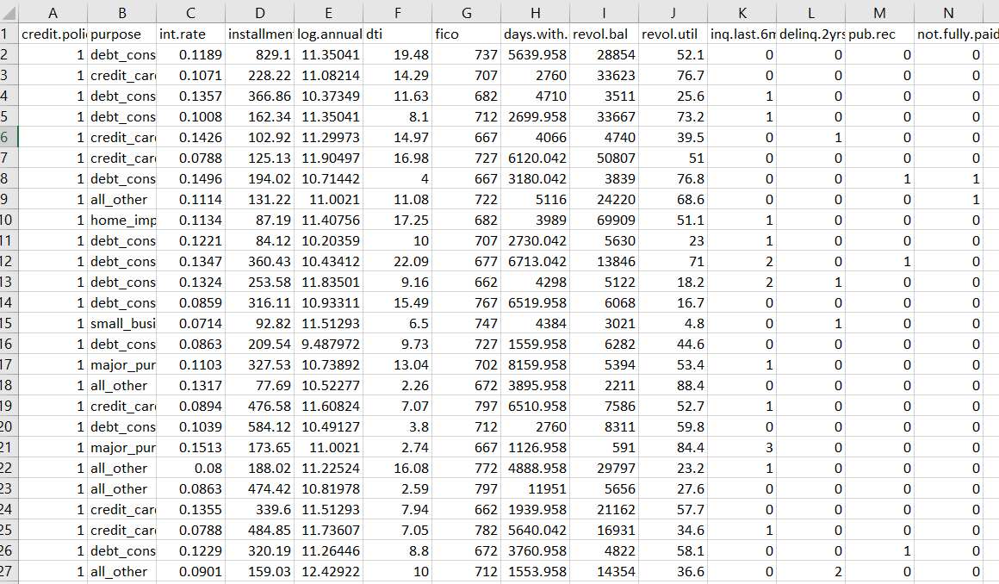 A B C D E F G H I J K L M N
1 credit.poli purpose int.rate installmen log.annual dti fico days.with. revol.bal revol.util inq.last.6m delinq.2yrs pub.rec not.fully.paid
2 1 debt_cons 0.1189 829.1 11.35041 19.48 737 5639.958 28854 52.1 0 0 0 0
3 1 credit_car 0.1071 228.22 11.08214 14.29 707 2760 33623 76.7 0 0 0 0
4 1 debt_cons 0.1357 366.86 10.37349 11.63 682 4710 3511 25.6 1 0 0 0
5 1 debt_cons 0.1008 162.34 11.35041 8.1 712 2699.958 33667 73.2 1 0 0 0
6 1 credit_car 0.1426 102.92 11.29973 14.97 667 4066 4740 39.5 0 1 0 0
7 1 credit_car 0.0788 125.13 11.90497 16.98 727 6120.042 50807 51 0 0 0 0
8 1 debt_cons 0.1496 194.02 10.71442 4 667 3180.042 3839 76.8 0 0 1 1
9 1 all_other 0.1114 131.22 11.0021 11.08 722 5116 24220 68.6 0 0 0 1
10 1 home_imp 0.1134 87.19 11.40756 17.25 682 3989 69909 51.1 1 0 0 0
11 1 debt_cons 0.1221 84.12 10.20359 10 707 2730.042 5630 23 1 0 0 0
12 1 debt_cons 0.1347 360.43 10.43412 22.09 677 6713.042 13846 71 2 0 1 0
13 1 debt_cons 0.1324 253.58 11.83501 9.16 662 4298 5122 18.2 2 1 0 0
14 1 debt_cons 0.0859 316.11 10.93311 15.49 767 6519.958 6068 16.7 0 0 0 0
15 1 small_busi 0.0714 92.82 11.51293 6.5 747 4384 3021 4.8 0 1 0 0
16 1 debt_cons 0.0863 209.54 9.487972 9.73 727 1559.958 6282 44.6 0 0 0 0
17 1 major_pur 0.1103 327.53 10.73892 13.04 702 8159.958 5394 53.4 1 0 0 0
18 1 all_other 0.1317 77.69 10.52277 2.26 672 3895.958 2211 88.4 0 0 0 0
19 1 credit_car 0.0894 476.58 11.60824 7.07 797 6510.958 7586 52.7 1 0 0 0
20 1 debt_cons 0.1039 584.12 10.49127 3.8 712 2760 8311 59.8 0 0 0 0
21 1 major_pur 0.1513 173.65 11.0021 2.74 667 1126.958 591 84.4 3 0 0 0
22 1 all_other 0.08 188.02 11.22524 16.08 772 4888.958 29797 23.2 1 0 0 0
23 1 all_other 0.0863 474.42 10.81978 2.59 797 11951 5656 27.6 0 0 0 0
24 1 credit_car 0.1355 339.6 11.51293 7.94 662 1939.958 21162 57.7 0 0 0 0
25 1 credit_car 0.0788 484.85 11.73607 7.05 782 5640.042 16931 34.6 1 0 0 0
26 1 debt_cons 0.1229 320.19 11.26446 8.8 672 3760.958 4822 58.1 0 0 1 0
27 1 all_other 0.0901 159.03 12.42922 10 712 1553.958 14354 36.6 0 2 0 0